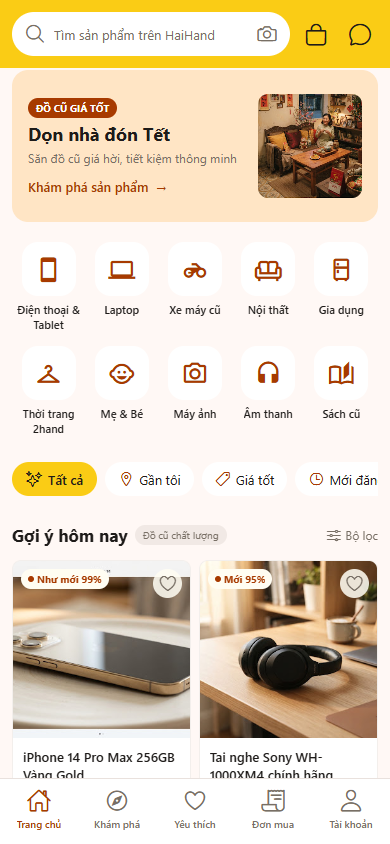 Tìm sản phẩm trên HaiHand
ĐỒ CŨ GIÁ TỐT
Dọn nhà đón Tết
Săn đồ cũ giá hời, tiết kiệm thông minh
Khám phá sản phẩm →
Điện thoại &
Tablet
Laptop
Xe máy cũ
Nội thất
Gia dụng
Thời trang
2hand
Mẹ & Bé
Máy ảnh
Âm thanh
Sách cũ
Tất cả
Gần tôi
Giá tốt
Mới đăn
Gợi ý hôm nay
Đồ cũ chất lượng
Bộ lọc
Như mới 99%
Mới 95%
iPhone 14 Pro Max 256GB
Vàng Gold
Tai nghe Sony WH-
1000XM4 chính hãng
Trang chủ
Khám phá
Yêu thích
Đơn mua
Tài khoản